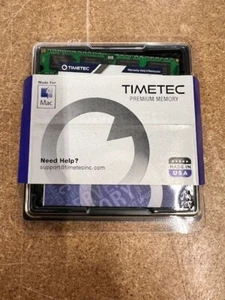 TIMETEC
Made for
Mac
TIMETEC
PREMIUM MEMORY
Need Help?
support@timetecinc.com
MADE IN
USA